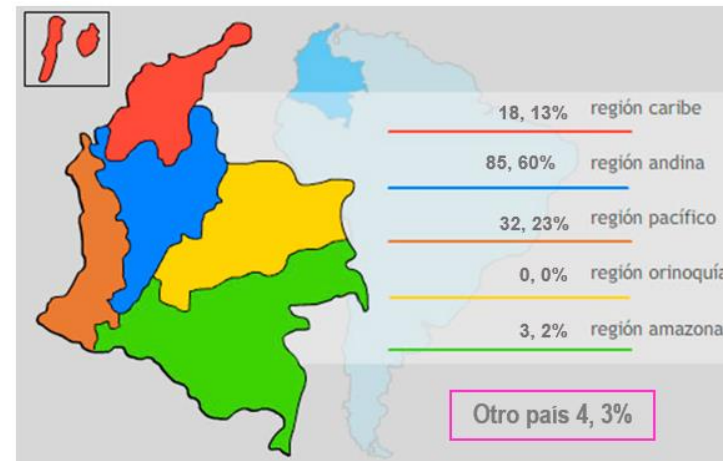 18, 13% región caribe
85, 60% región andina
32, 23% región pacífico
0, 0% región orinoquía
3, 2% región amazona
Otro país 4, 3%